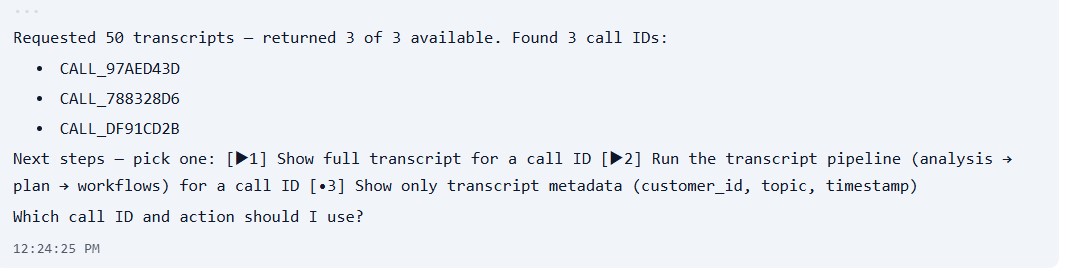 Requested 50 transcripts — returned 3 of 3 available. Found 3 call IDs:
• CALL_97AED43D
• CALL_788328D6
• CALL_DF91CD2B
Next steps — pick one: [▶1] Show full transcript for a call ID [▶2] Run the transcript pipeline (analysis →
plan → workflows) for a call ID [•3] Show only transcript metadata (customer_id, topic, timestamp)
Which call ID and action should I use?
12:24:25 PM